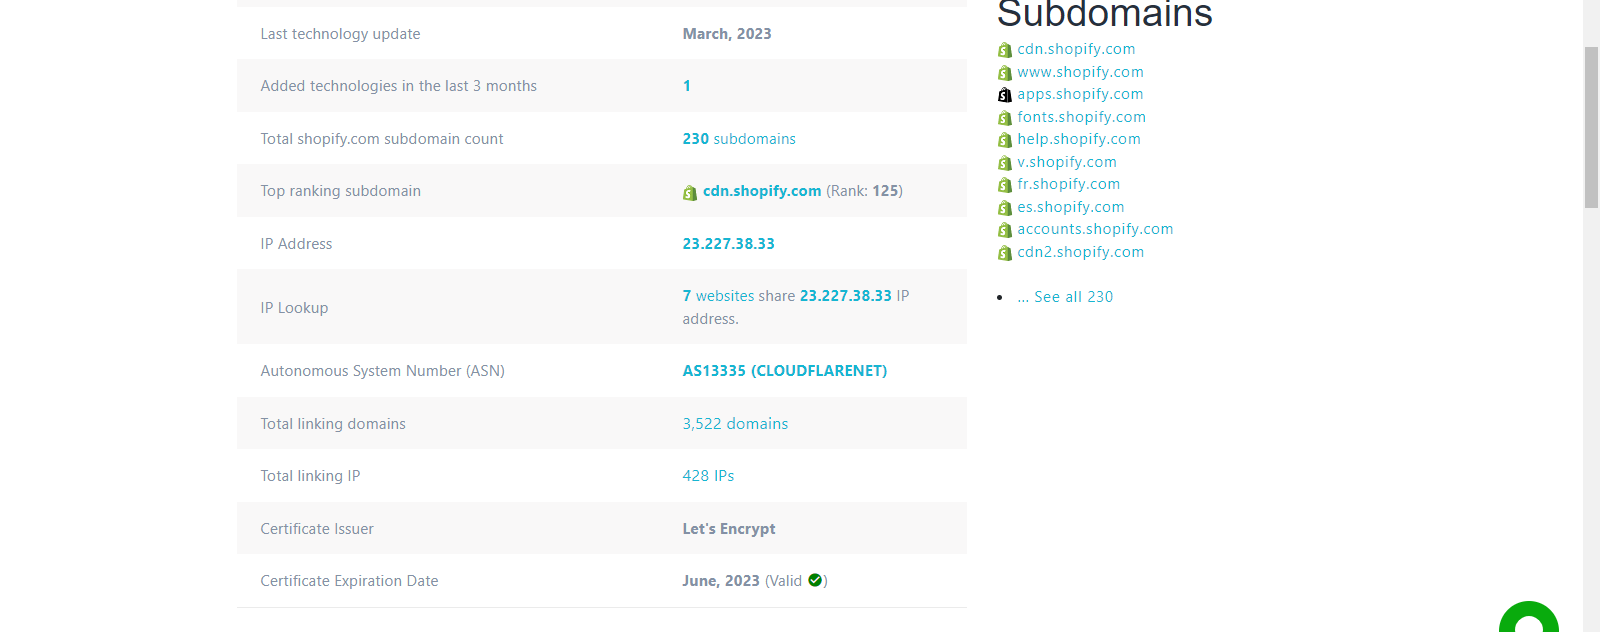 Last technology update March, 2023
Added technologies in the last 3 months 1
Total shopify.com subdomain count 230 subdomains
Top ranking subdomain cdn.shopify.com (Rank: 125)
IP Address 23.227.38.33
IP Lookup 7 websites share 23.227.38.33 IP
address.
Autonomous System Number (ASN) AS13335 (CLOUDFLARENET)
Total linking domains 3,522 domains
Total linking IP 428 IPs
Certificate Issuer Let's Encrypt
Certificate Expiration Date June, 2023 (Valid )
Subdomains
cdn.shopify.com
www.shopify.com
apps.shopify.com
fonts.shopify.com
help.shopify.com
v.shopify.com
fr.shopify.com
es.shopify.com
accounts.shopify.com
cdn2.shopify.com
... See all 230